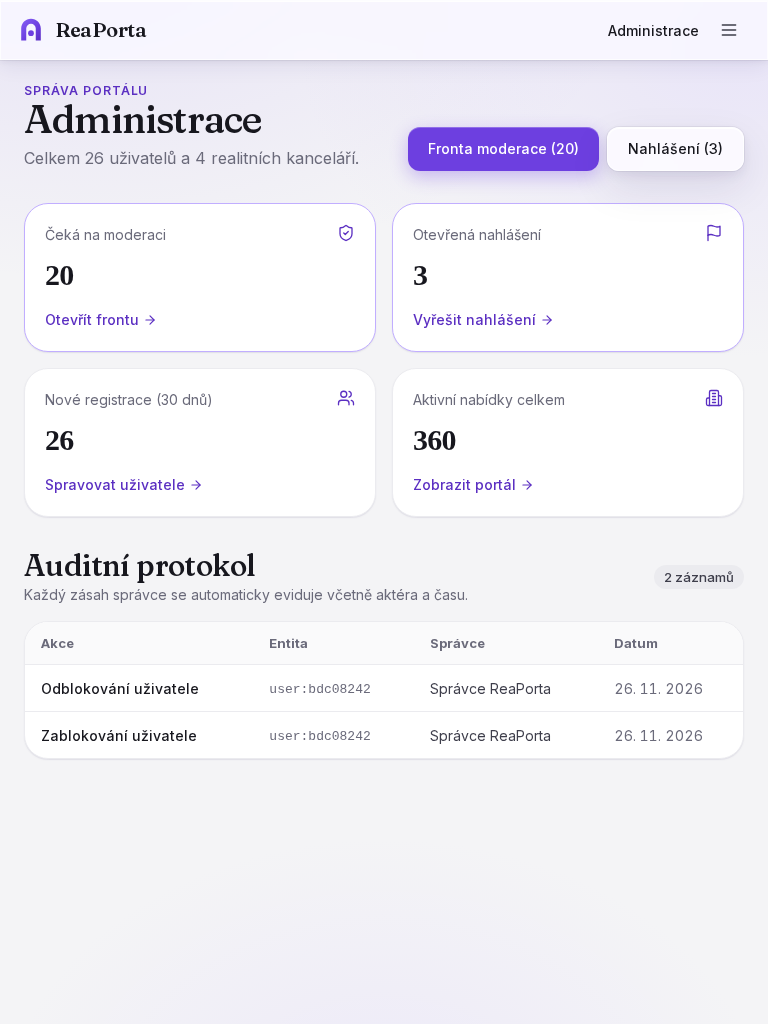 ReaPorta
Administrace
SPRÁVA PORTÁLU
Administrace
Celkem 26 uživatelů a 4 realitních kanceláří.
Fronta moderace (20)
Nahlášení (3)
Čeká na moderaci
20
Otevřít frontu →
Otevřená nahlášení
3
Vyřešit nahlášení →
Nové registrace (30 dnů)
26
Spravovat uživatele →
Aktivní nabídky celkem
360
Zobrazit portál →
Auditní protokol
Každý zásah správce se automaticky eviduje včetně aktéra a času.
2 záznamů
Akce Entita Správce Datum
Odblokování uživatele user:bdc08242 Správce ReaPorta 26. 11. 2026
Zablokování uživatele user:bdc08242 Správce ReaPorta 26. 11. 2026